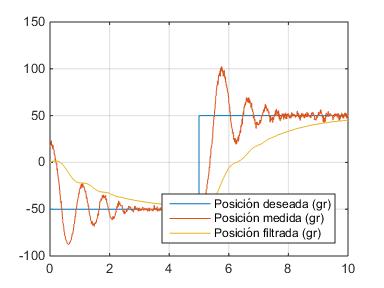 150
100
50
0
-50
-100
0 2 4 6 8 10
Posición deseada (gr)
Posición medida (gr)
Posición filtrada (gr)